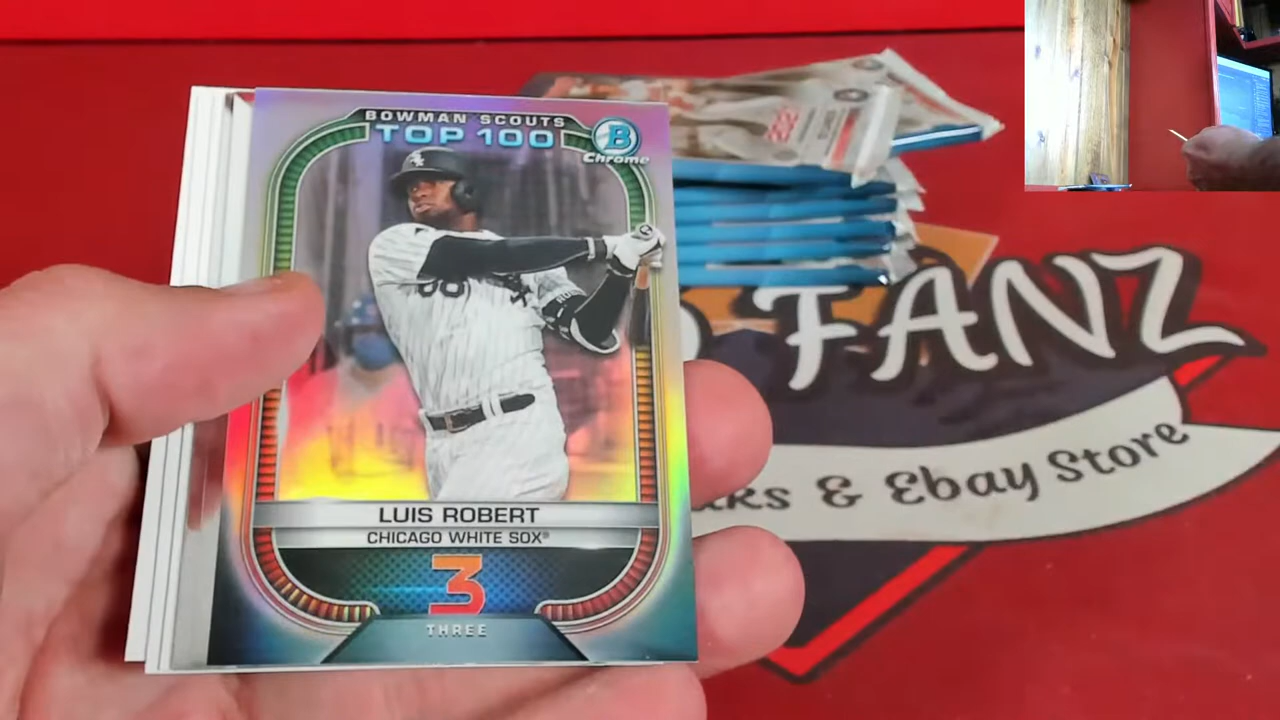 BOWMAN SCOUTS
TOP 100
B
Chrome
LUIS ROBERT
CHICAGO WHITE SOX®
3
THREE
FANZ
& Ebay Store